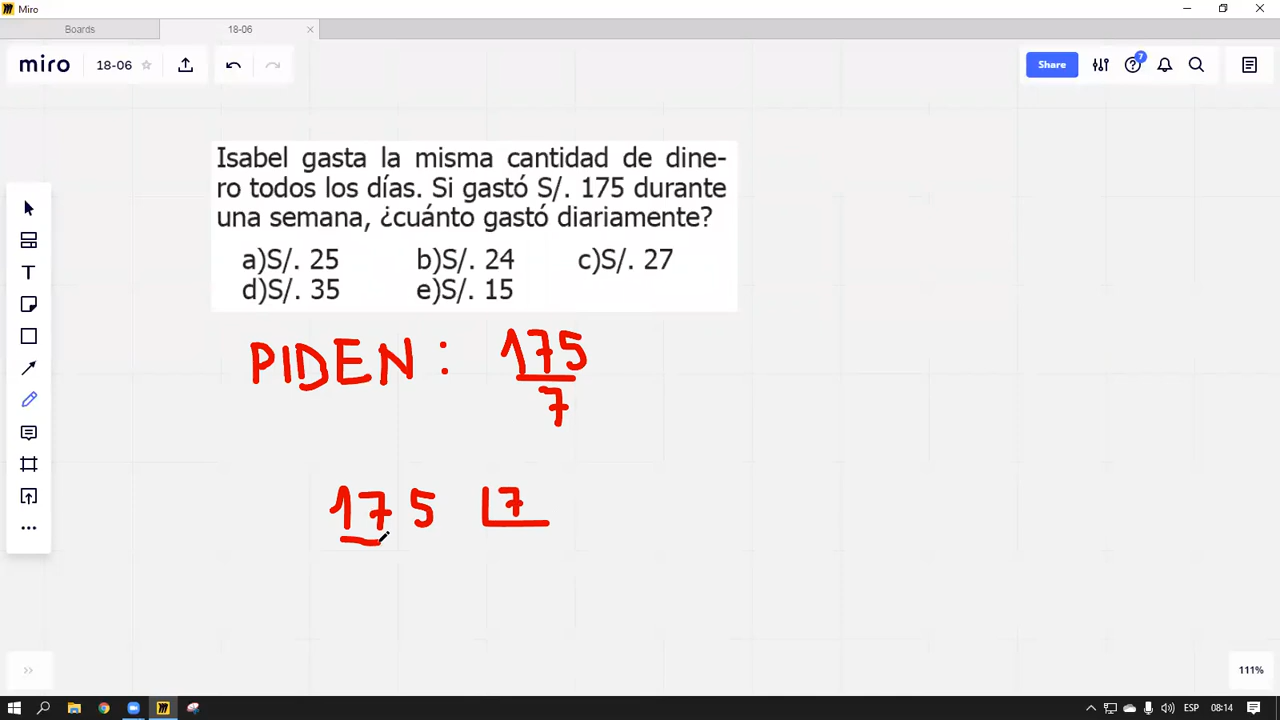 Miro
Boards
18-06
miro
18-06
Share
7
Isabel gasta la misma cantidad de dine-
ro todos los días. Si gastó S/. 175 durante
una semana, ¿cuánto gastó diariamente?
a)S/. 25 b)S/. 24 c)S/. 27
d)S/. 35 e)S/. 15
PIDEN : 175
7
175 7
111%
ESP 08:14